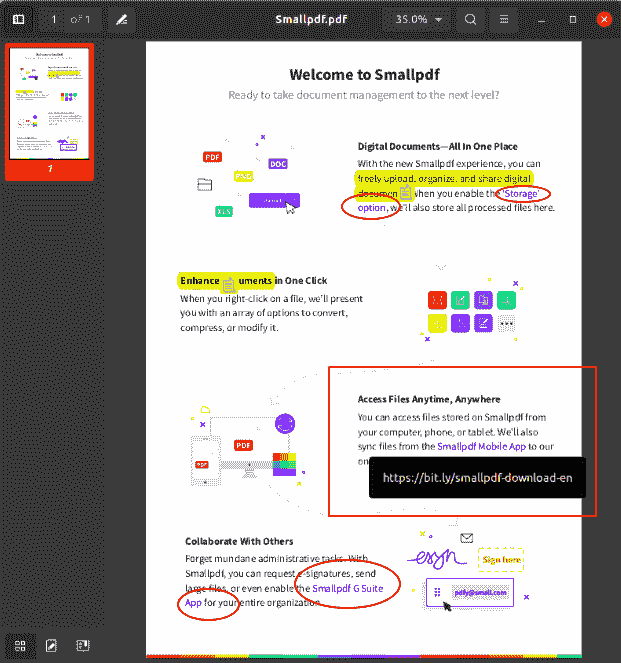 1 of 1
Smallpdf.pdf
35.0%
1
Welcome to Smallpdf
Ready to take document management to the next level?
PDF
DOC
PNG
XLS
Digital Documents—All In One Place
With the new Smallpdf experience, you can
freely upload, organize, and share digital
documen When you enable the 'Storage'
option, we'll also store all processed files here.
Enhance uments in One Click
When you right-click on a file, we'll present
you with an array of options to convert,
compress, or modify it.
PDF
PDF
Access Files Anytime, Anywhere
You can access files stored on Smallpdf from
your computer, phone, or tablet. We'll also
sync files from the Smallpdf Mobile App to our
on
https://bit.ly/smallpdf-download-en
Collaborate With Others
Forget mundane administrative tasks. With
Smallpdf, you can request e-signatures, send
large files, or even enable the Smallpdf G Suite
App for your entire organization.
Sign here